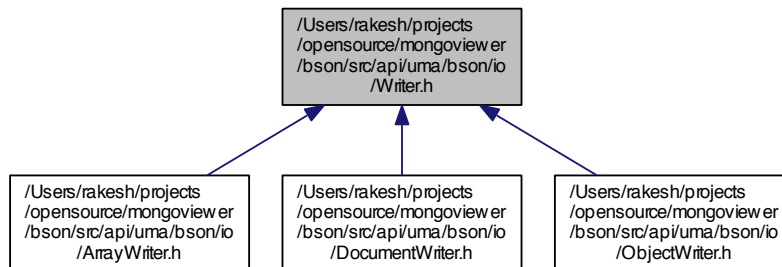 /Users/rakesh/projects
/opensource/mongoviewer
/bson/src/api/uma/bson/io
/Writer.h
/Users/rakesh/projects
/opensource/mongoviewer
/bson/src/api/uma/bson/io
/ArrayWriter.h
/Users/rakesh/projects
/opensource/mongoviewer
/bson/src/api/uma/bson/io
/DocumentWriter.h
/Users/rakesh/projects
/opensource/mongoviewer
/bson/src/api/uma/bson/io
/ObjectWriter.h